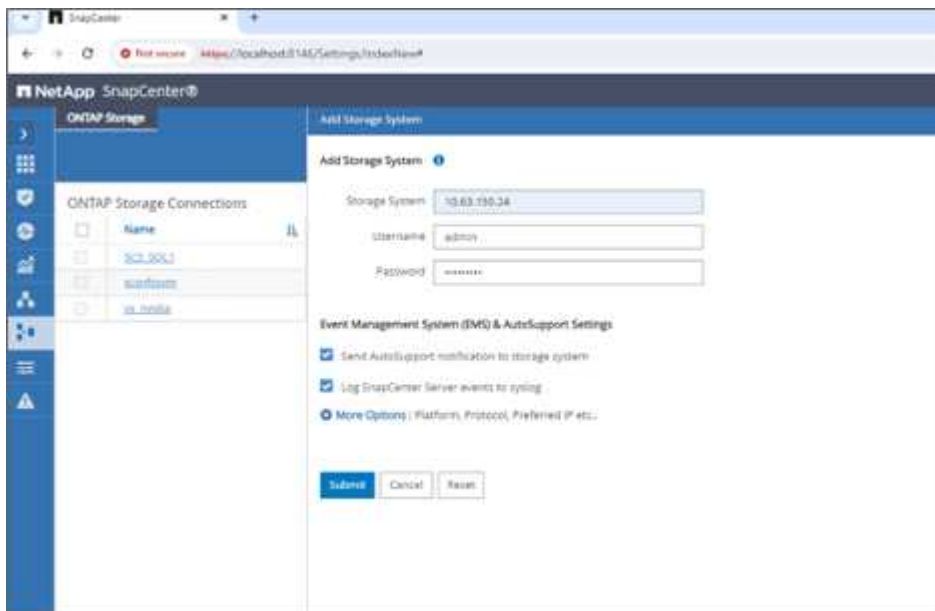 SnapCenter
Not secure https://localhost:8146/Settings/IndexNew#
NetApp SnapCenter®
ONTAP Storage
Add Storage System
Add Storage System
ONTAP Storage Connections
Storage System 10.63.150.24
Name
Username admin
Password ••••••••
Event Management System (EMS) & AutoSupport Settings
Send AutoSupport notification to storage system
Log SnapCenter Server events to syslog
More Options : Platform, Protocol, Preferred IP etc..
Submit Cancel Reset